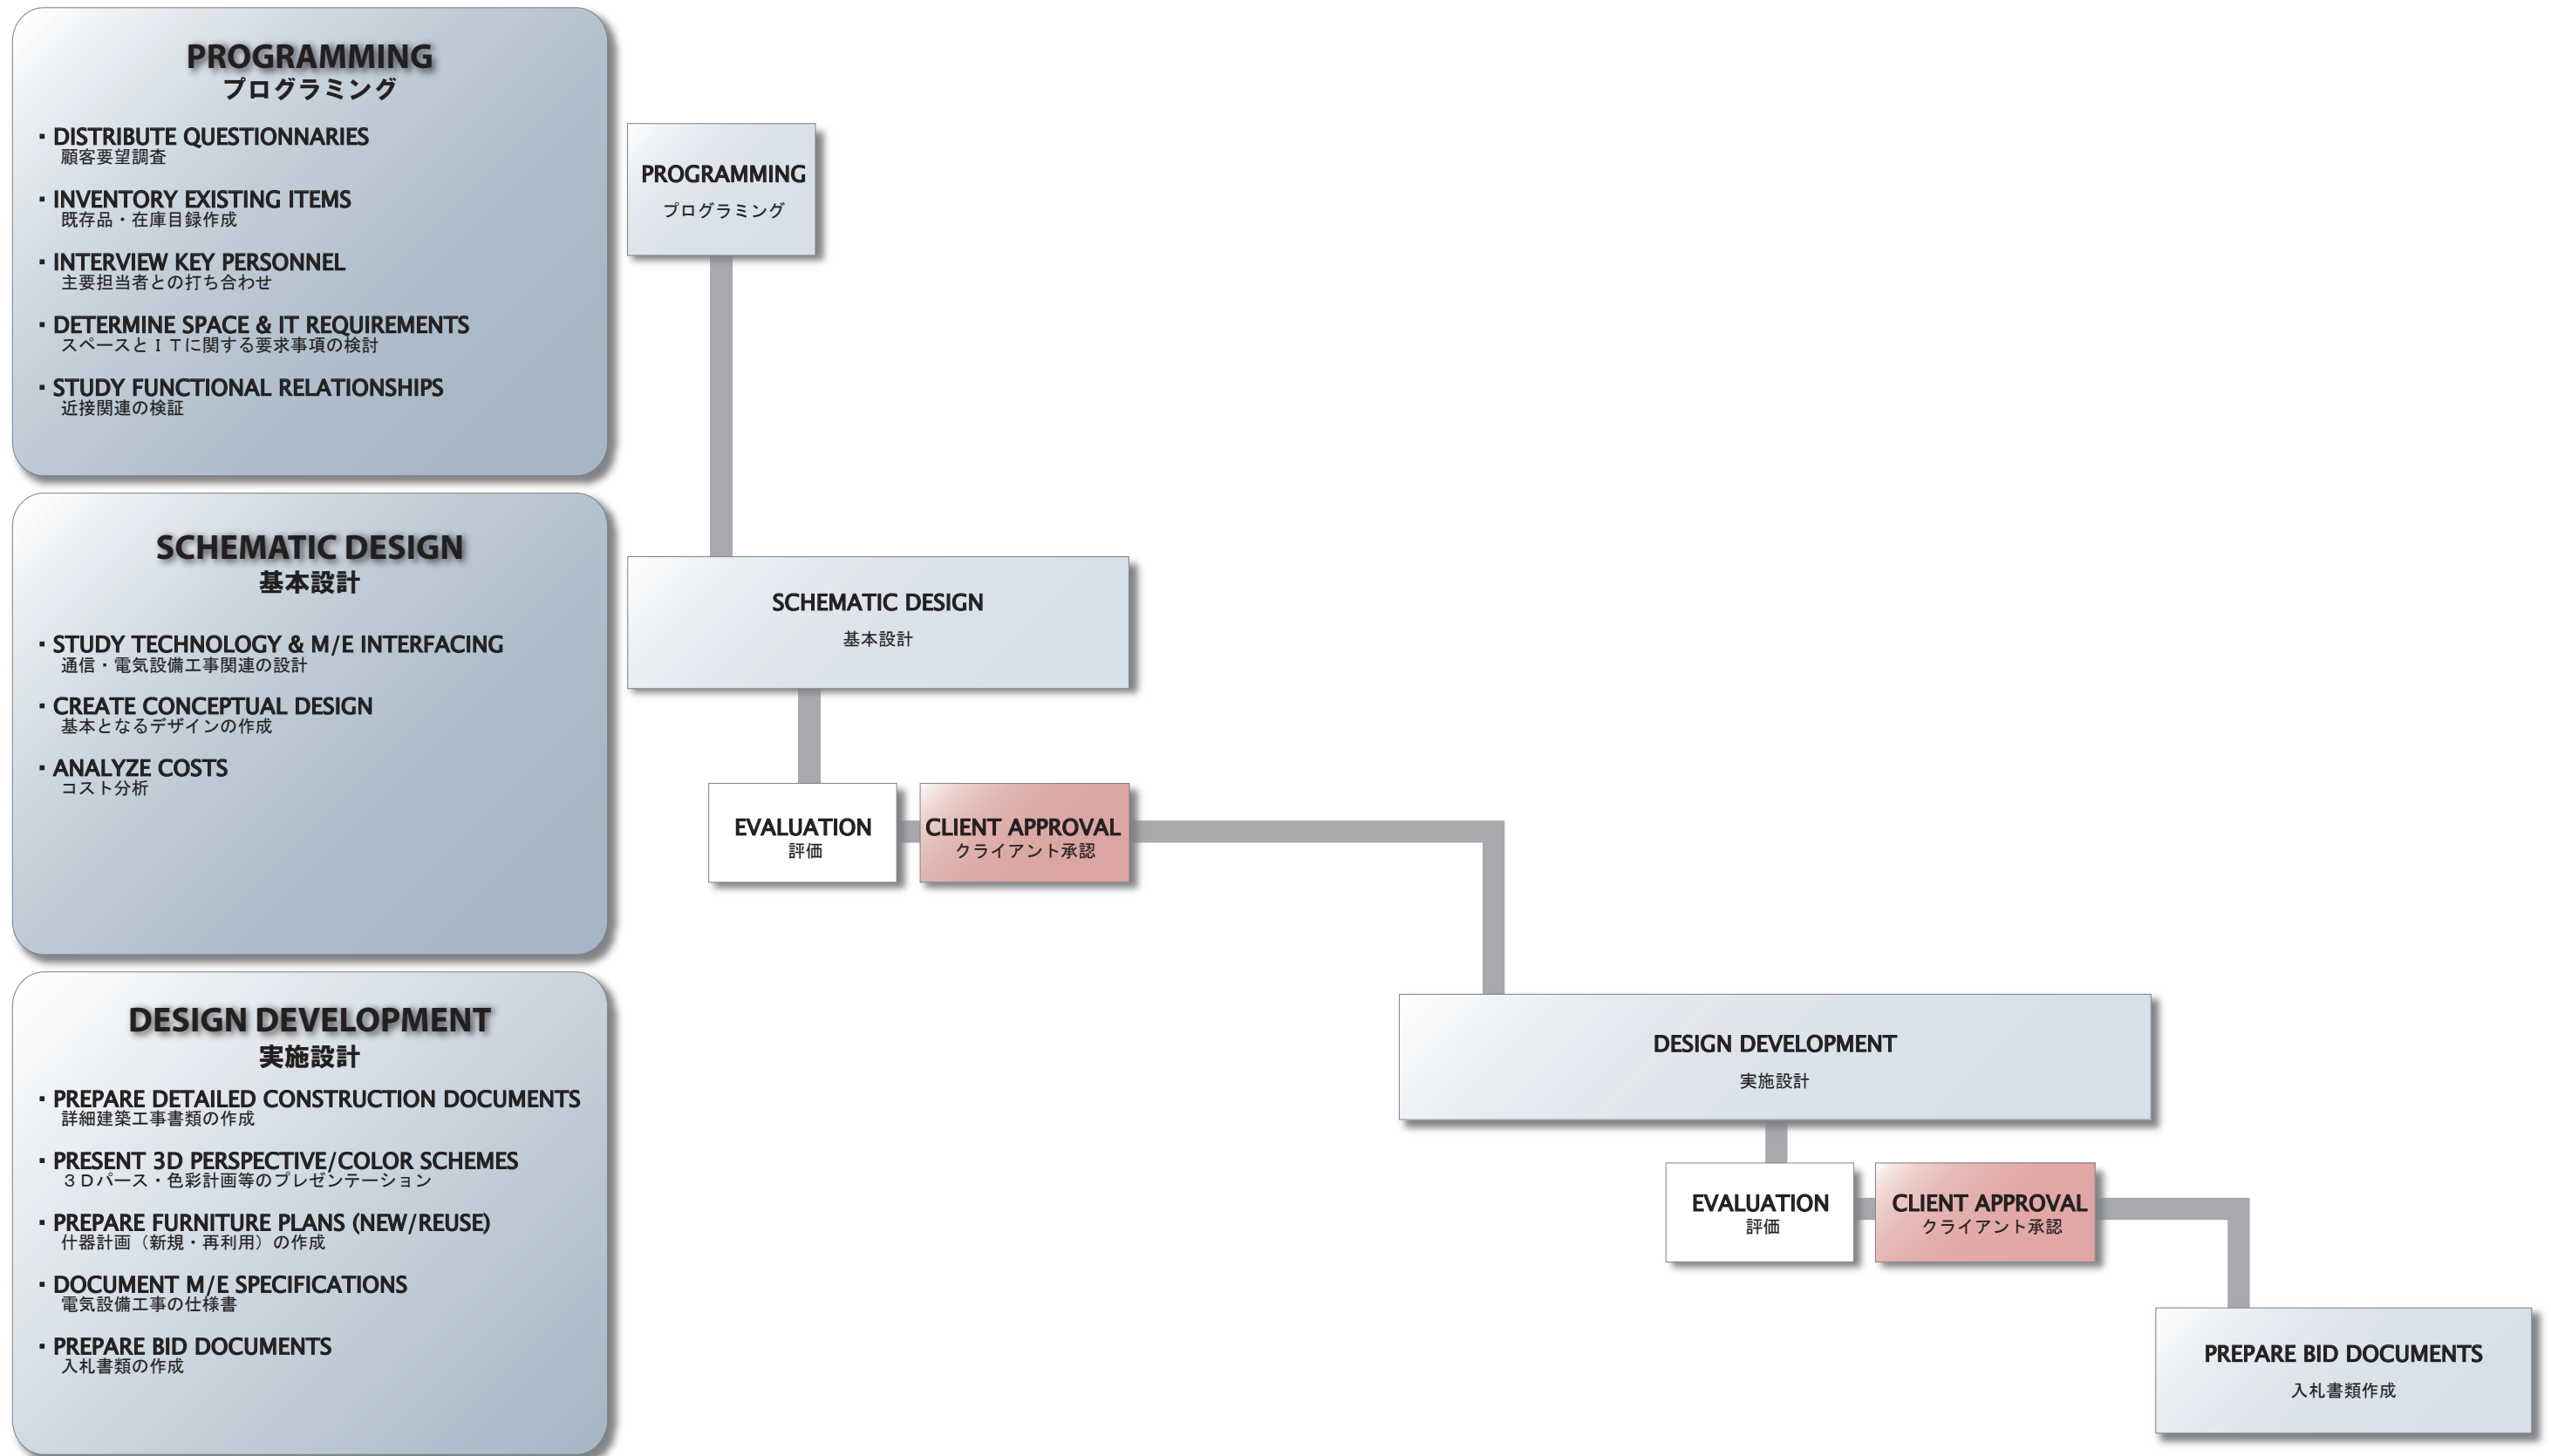 PROGRAMMING
プログラミング
・DISTRIBUTE QUESTIONNARIES
顧客要望調査
・INVENTORY EXISTING ITEMS
既存品・在庫目録作成
・INTERVIEW KEY PERSONNEL
主要担当者との打ち合わせ
・DETERMINE SPACE & IT REQUIREMENTS
スペースとＩＴに関する要求事項の検討
・STUDY FUNCTIONAL RELATIONSHIPS
近接関連の検証
SCHEMATIC DESIGN
基本設計
・STUDY TECHNOLOGY & M/E INTERFACING
通信・電気設備工事関連の設計
・CREATE CONCEPTUAL DESIGN
基本となるデザインの作成
・ANALYZE COSTS
コスト分析
DESIGN DEVELOPMENT
実施設計
・PREPARE DETAILED CONSTRUCTION DOCUMENTS
詳細建築工事書類の作成
・PRESENT 3D PERSPECTIVE/COLOR SCHEMES
３Ｄパース・色彩計画等のプレゼンテーション
・PREPARE FURNITURE PLANS (NEW/REUSE)
什器計画（新規・再利用）の作成
・DOCUMENT M/E SPECIFICATIONS
電気設備工事の仕様書
・PREPARE BID DOCUMENTS
入札書類の作成
PROGRAMMING
プログラミング
SCHEMATIC DESIGN
基本設計
EVALUATION
評価
CLIENT APPROVAL
クライアント承認
DESIGN DEVELOPMENT
実施設計
EVALUATION
評価
CLIENT APPROVAL
クライアント承認
PREPARE BID DOCUMENTS
入札書類作成